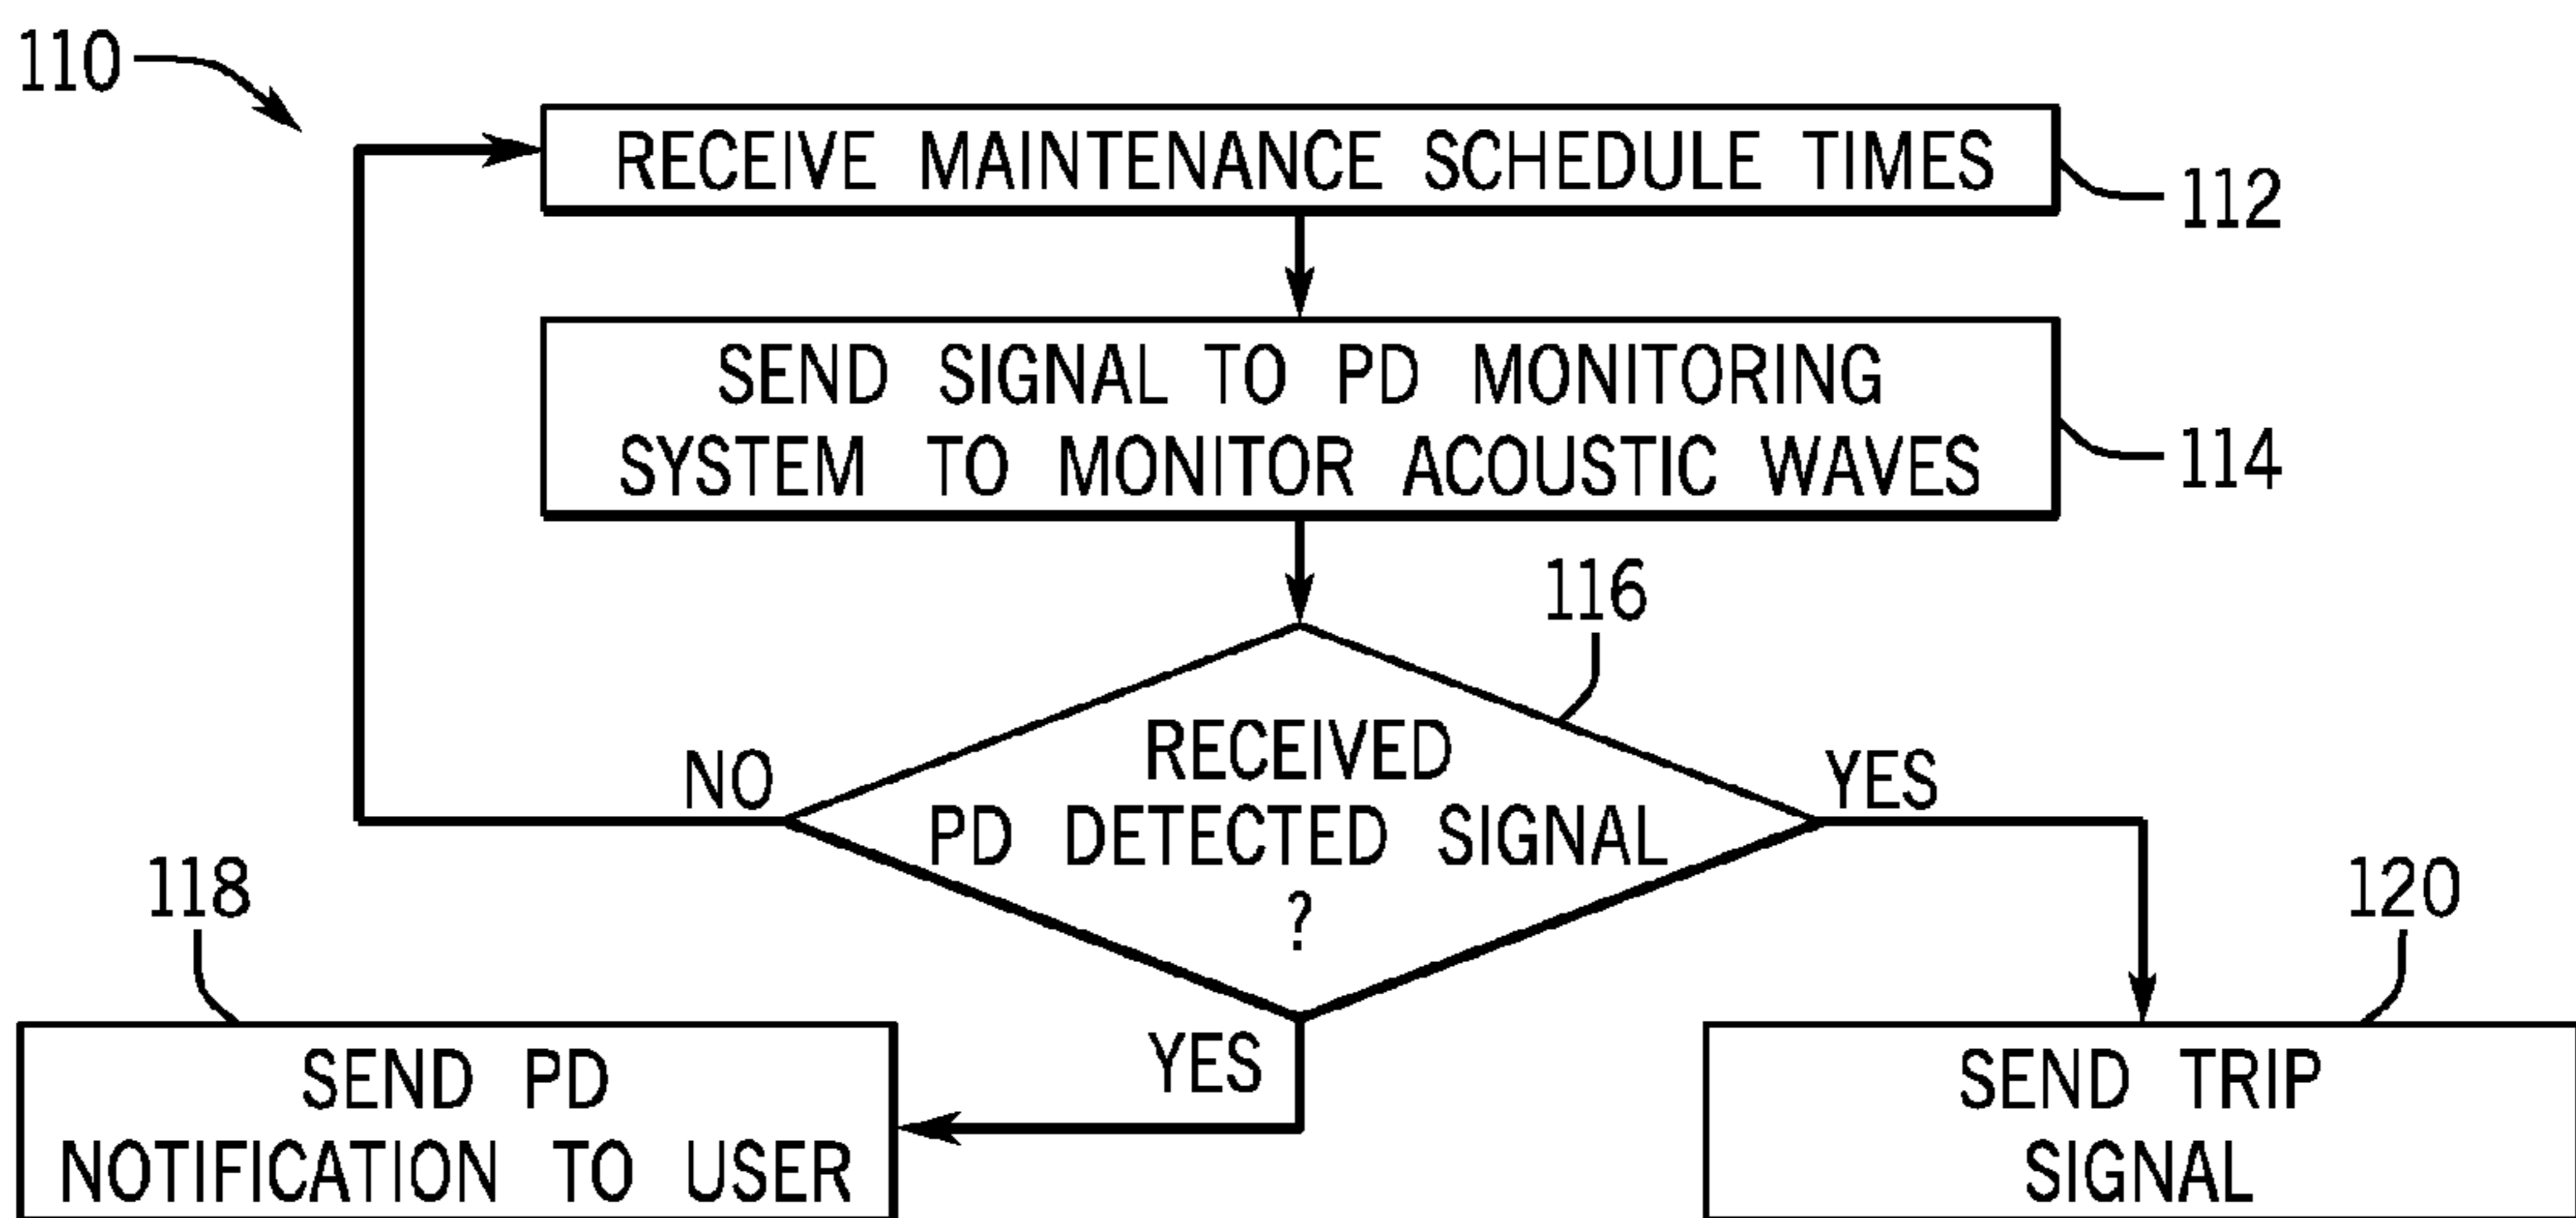 110
RECEIVE MAINTENANCE SCHEDULE TIMES
112
SEND SIGNAL TO PD MONITORING
SYSTEM TO MONITOR ACOUSTIC WAVES
114
116
RECEIVED
PD DETECTED SIGNAL
?
NO
YES
118
120
YES
SEND PD
NOTIFICATION TO USER
SEND TRIP
SIGNAL